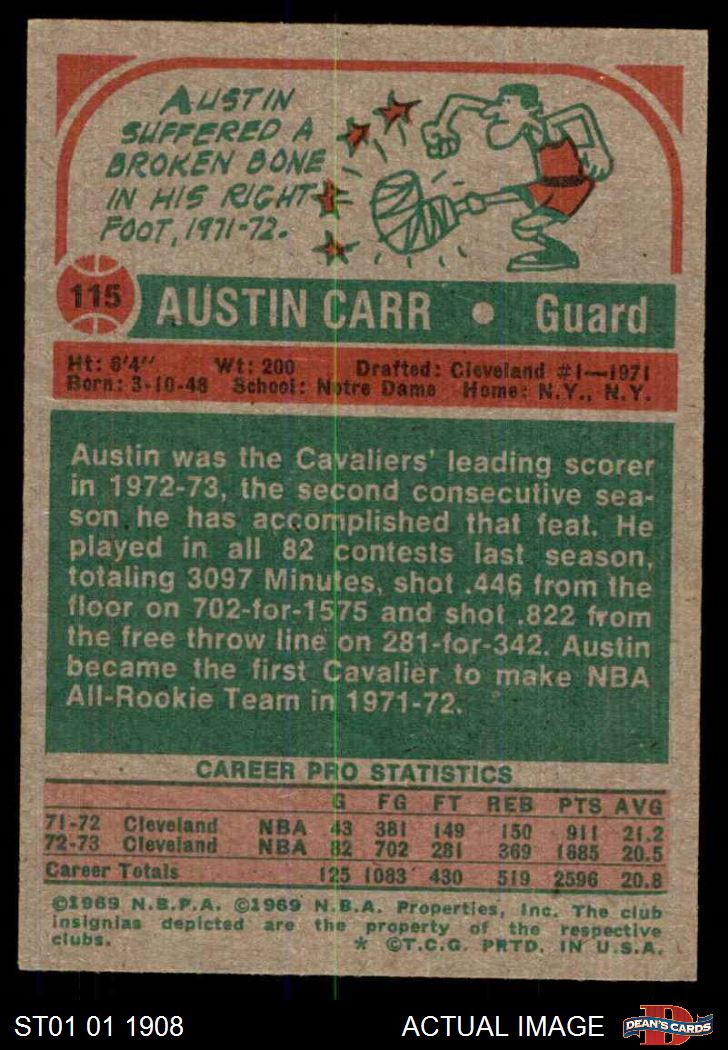 AUSTIN
SUFFERED A
BROKEN BONE
IN HIS RIGHT
FOOT, 1971-72.
115 AUSTIN CARR • Guard
Ht: 6'4" Wt: 200 Drafted: Cleveland #1—1971
Born: 3-10-48 School: Notre Dame Home: N.Y., N.Y.
Austin was the Cavaliers' leading scorer
in 1972-73, the second consecutive sea-
son he has accomplished that feat. He
played in all 82 contests last season,
totaling 3097 Minutes, shot .446 from the
floor on 702-for-1575 and shot .822 from
the free throw line on 281-for-342. Austin
became the first Cavalier to make NBA
All-Rookie Team in 1971-72.
CAREER PRO STATISTICS
G FG FT REB PTS AVG
71-72 Cleveland NBA 43 381 149 150 911 21.2
72-73 Cleveland NBA 82 702 281 369 1685 20.5
Career Totals 125 1083 430 519 2596 20.8
©1969 N.B.P.A. ©1969 N.B.A. Properties, Inc. The club
insignias depicted are the property of the respective
clubs. * ©T.C.G. PRTD. IN U.S.A.
ST01 01 1908 ACTUAL IMAGE DEAN'S CARDS